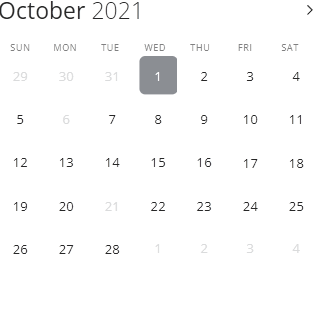 October 2021 >
SUN MON TUE WED THU FRI SAT
29 30 31 1 2 3 4
5 6 7 8 9 10 11
12 13 14 15 16 17 18
19 20 21 22 23 24 25
26 27 28 1 2 3 4